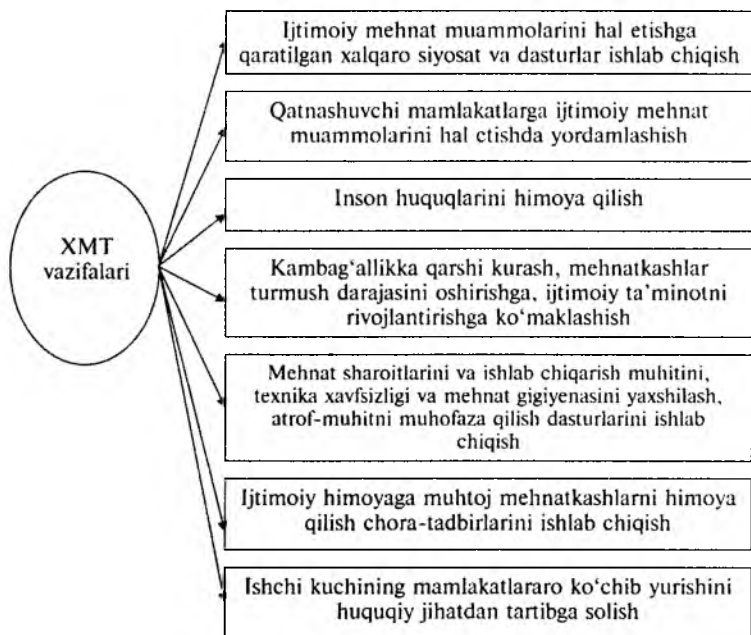 Ijtimoiy mehnat muammolarini hal etishga
qaratilgan xalqaro siyosat va dasturlar ishlab chiqish
Qatnashuvchi mamlakatlarga ijtimoiy mehnat
muammolarini hal etishda yordamlashish
Inson huquqlarini himoya qilish
XMT
vazifalari
Kambag‘allikka qarshi kurash, mehnatkashlar
turmush darajasini oshirishga, ijtimoiy ta’minotni
rivojlantirishga ko‘maklashish
Mehnat sharoitlarini va ishlab chiqarish muhitini,
texnika xavfsizligi va mehnat gigiyenasini yaxshilash,
atrof-muhitni muhofaza qilish dasturlarini ishlab
chiqish
Ijtimoiy himoyaga muhtoj mehnatkashlarni himoya
qilish chora-tadbirlarini ishlab chiqish
Ishchi kuchining mamlakatlararo ko‘chib yurishini
huquqiy jihatdan tartibga solish